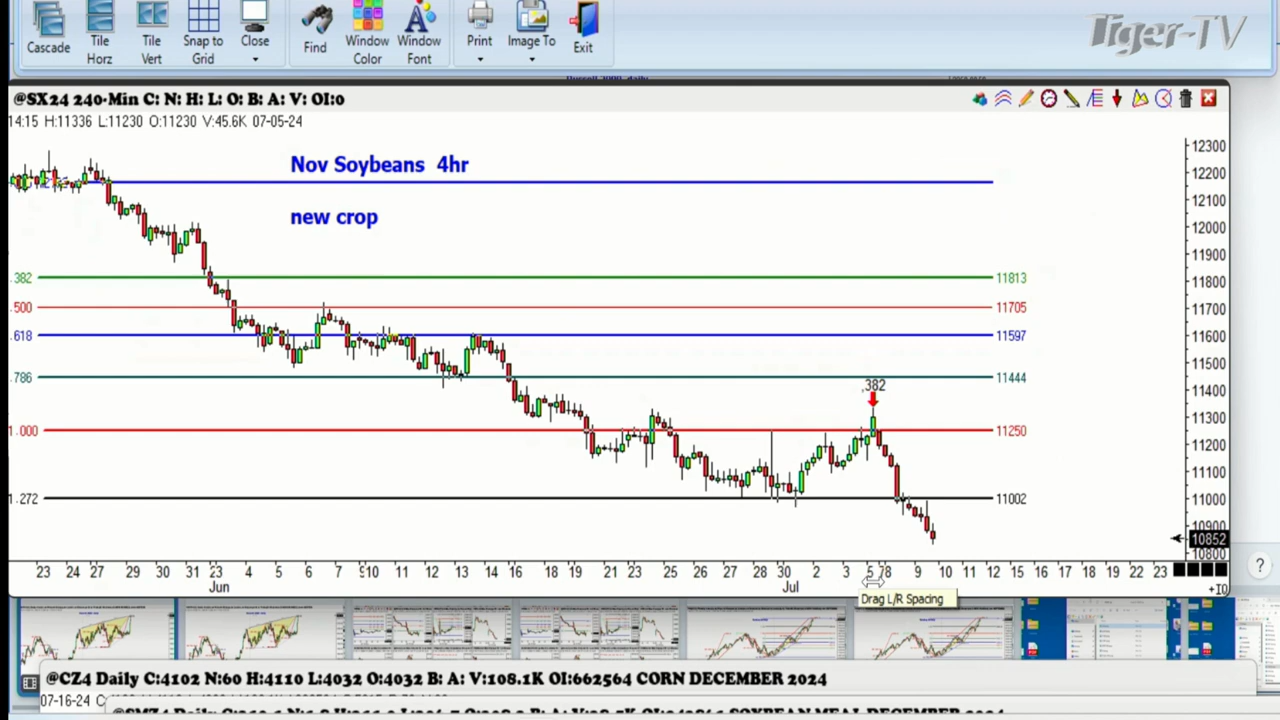 Cascade
Tile Horz
Tile Vert
Snap to Grid
Close
Find
Window Color
Window Font
Print
Image To
Exit
Tiger-TV
@SX24 240-Min C: N: H: L: O: B: A: V: OI:0
14:15 H:11336 L:11230 O:11230 V:45.6K 07-05-24
Nov Soybeans 4hr
new crop
12300
12200
12100
12000
11900
11800
11700
11600
11500
11400
11300
11200
11100
11000
10900
10800
.382 11813
.500 11705
.618 11597
.786 11444
.382
1.000 11250
1.272 11002
10852
23 24 27 28 29 30 31 23 4 5 6 7 910 11 12 13 14 16 18 19 21 24 25 26 27 28 30 2 3 5 78 9 10 11 12 15 16 17 18 19 22 23
Jun Jul
+IO
Drag L/R Spacing
?
@CZ4 Daily C:4102 N:60 H:4110 L:4032 O:4032 B: A: V:108.1K OI:662564 CORN DECEMBER 2024
07-16-24